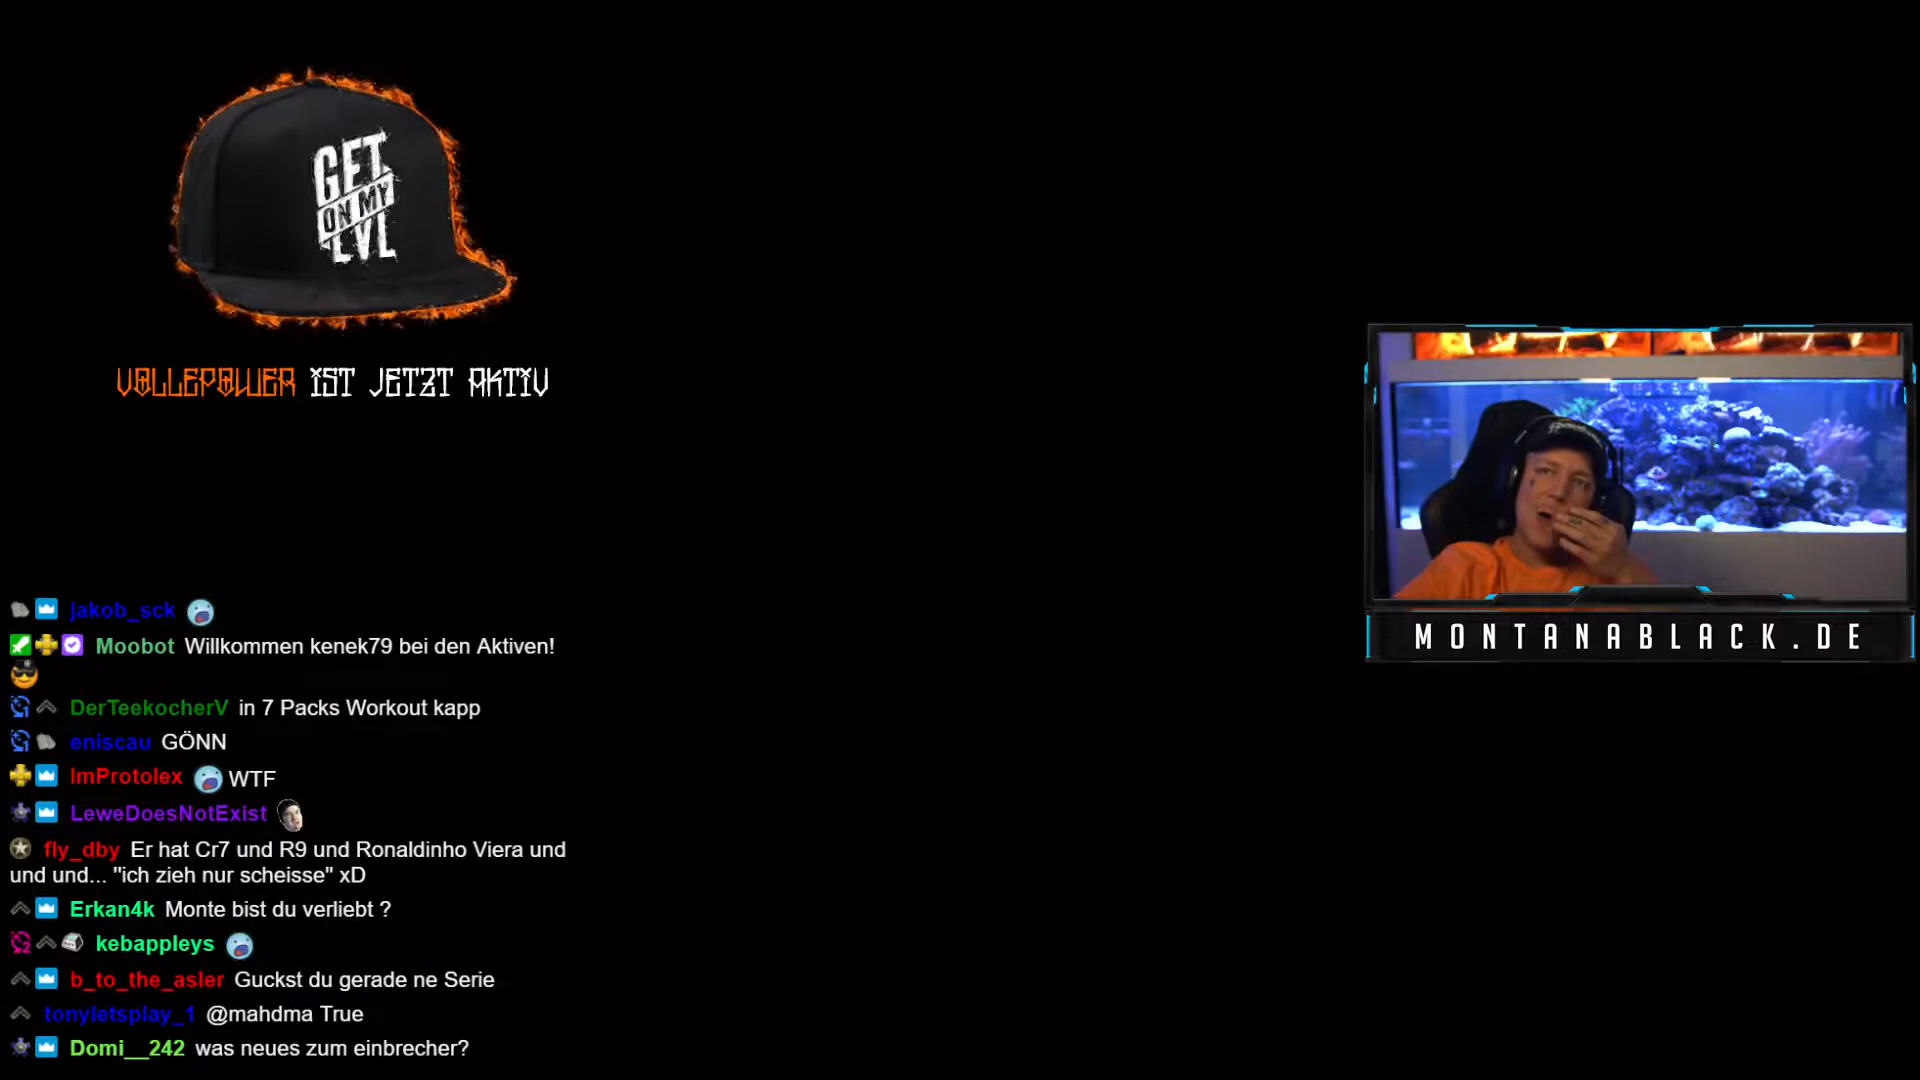 GET
ON MY
LVL
VOLLEPOWER IST JETZT AKTIV
jakob_sck
Moobot Willkommen kenek79 bei den Aktiven!
DerTeekocherV in 7 Packs Workout kapp
eniscau GÖNN
ImProtolex WTF
LeweDoesNotExist
fly_dby Er hat Cr7 und R9 und Ronaldinho Viera und
und und... "ich zieh nur scheisse" xD
Erkan4k Monte bist du verliebt ?
kebappleys
b_to_the_asler Guckst du gerade ne Serie
tonyletsplay_1 @mahdma True
Domi__242 was neues zum einbrecher?
MONTANABLACK.DE